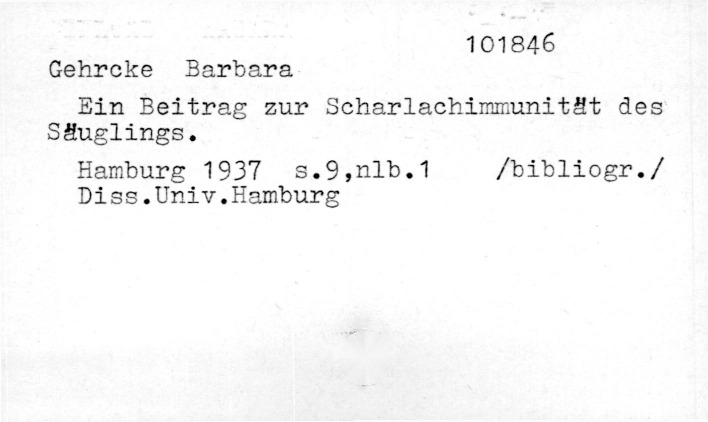 101846
Gehrcke Barbara
Ein Beitrag zur Scharlachimmunität des
Säuglings.
Hamburg 1937 s.9,nlb.1 /bibliogr./
Diss.Univ.Hamburg